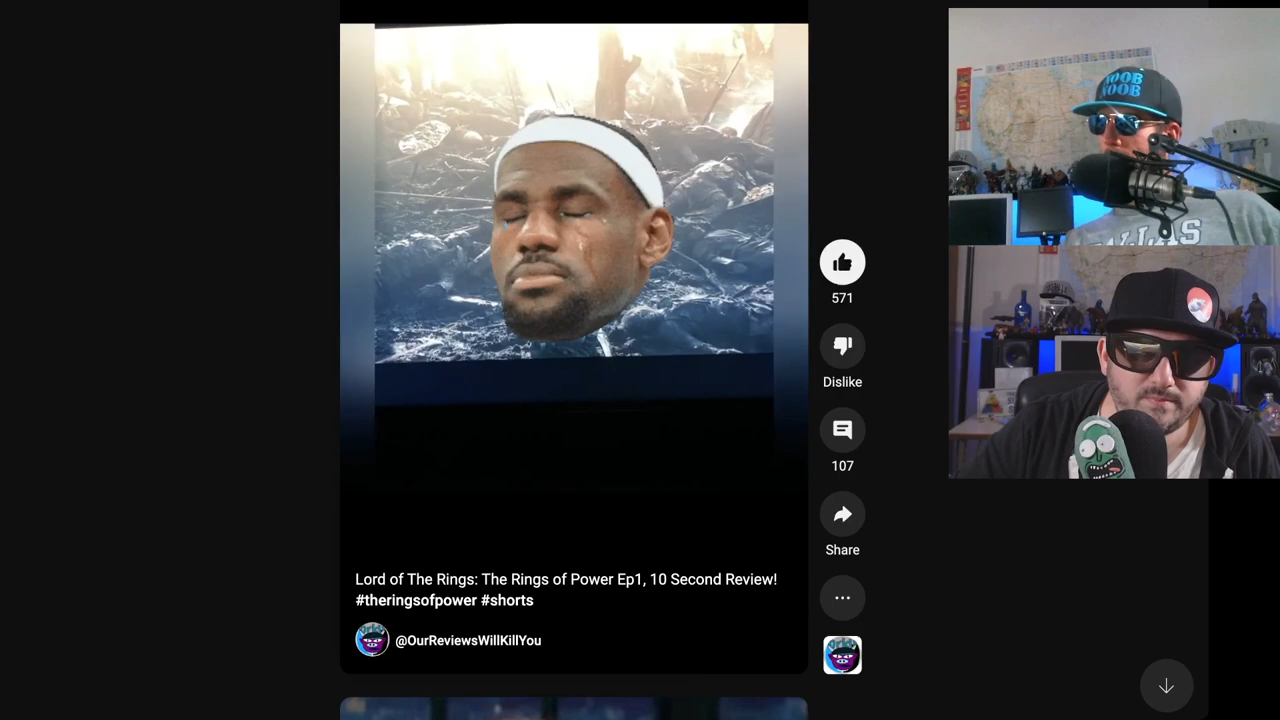 NOOB
NOOB
DALLAS
571
Dislike
107
Share
Lord of The Rings: The Rings of Power Ep1, 10 Second Review!
#theringsofpower #shorts
@OurReviewsWillKillYou